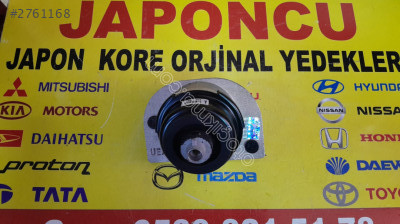 #2761168
JAPONCU
JAPON KORE ORJİNAL YEDEKLER
MITSUBISHI
HYUNDAI
KIA MOTORS
NISSAN
DAIHATSU
HONDA
proton
DAEWOO
mazda
TATA
TOYOTA